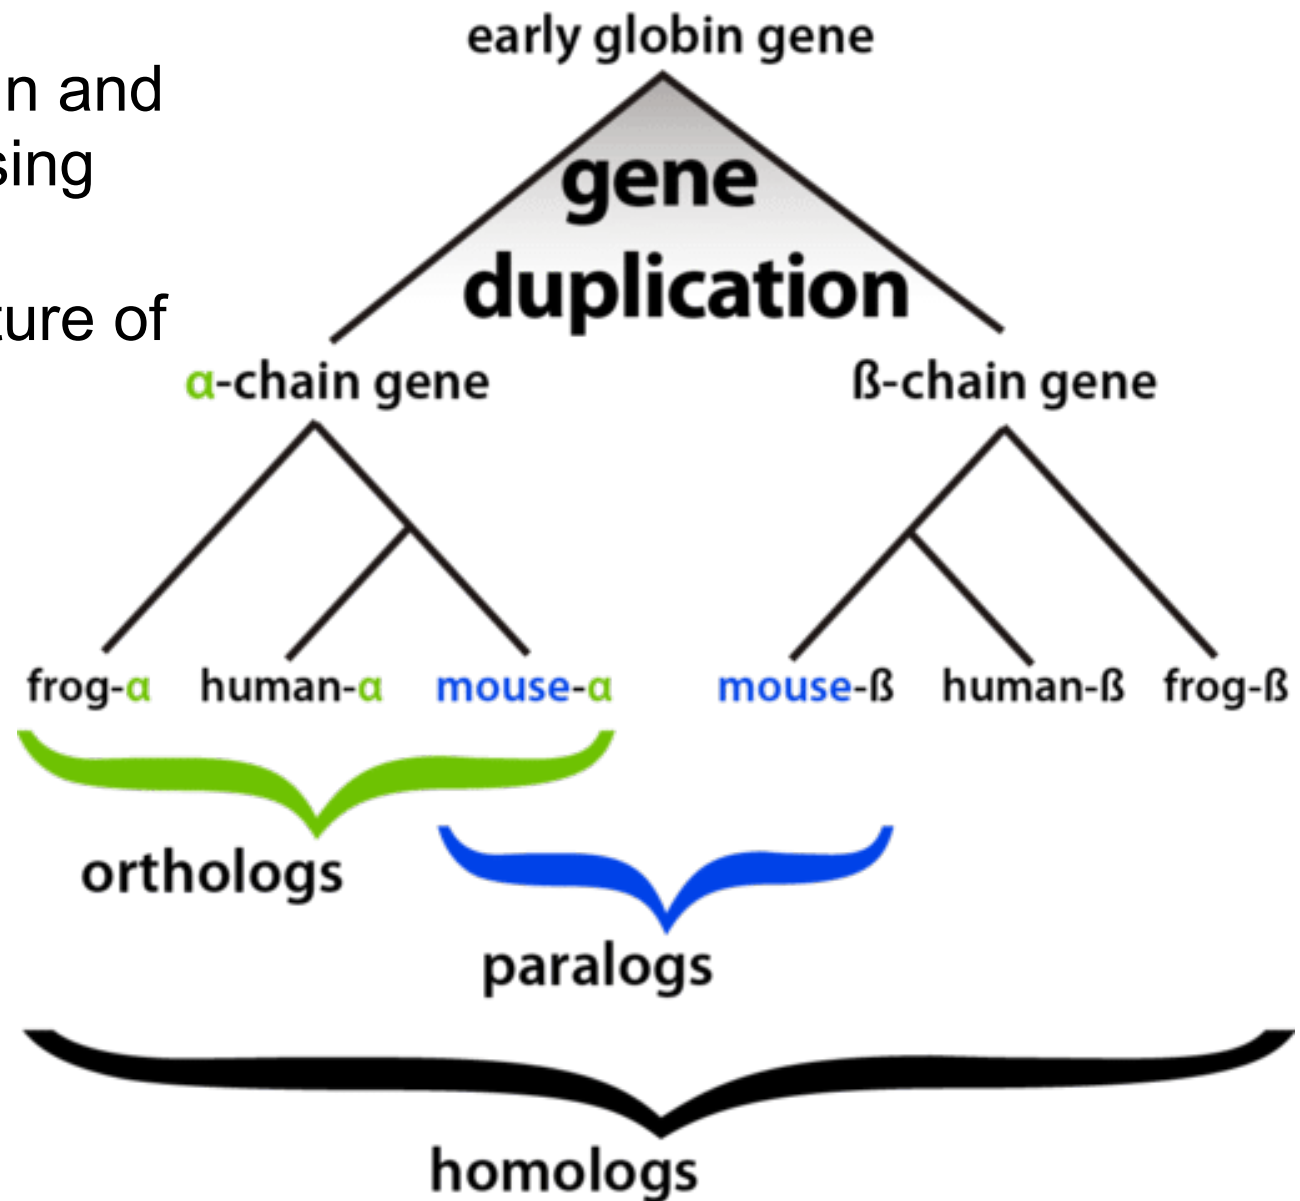 early globin gene
n and
sing
gene
duplication
ture of
α-chain gene
ß-chain gene
frog-α human-α mouse-α mouse-ß human-ß frog-ß
orthologs
paralogs
homologs